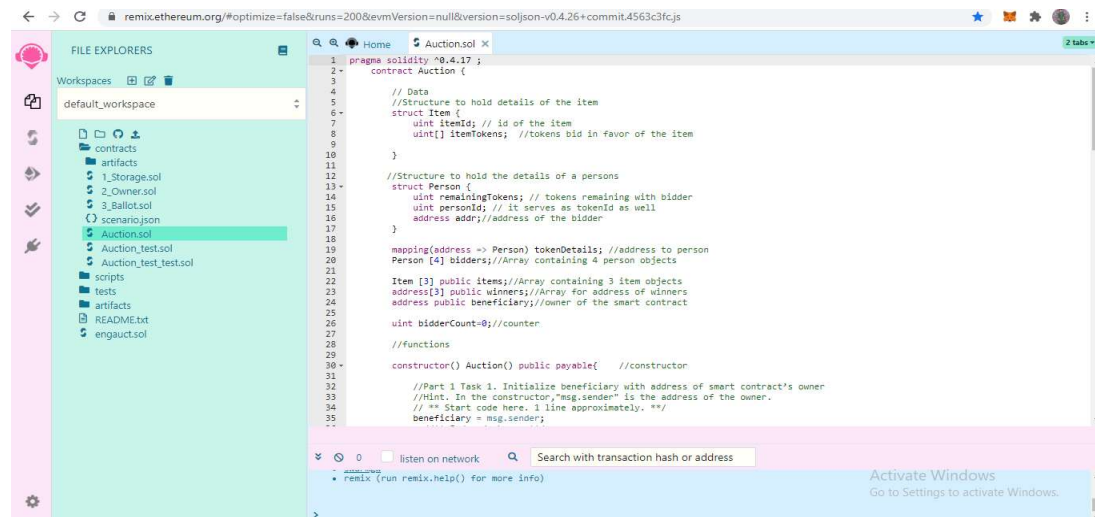 remix.ethereum.org/#optimize=false&runs=200&evmVersion=null&version=soljson-v0.4.26+commit.4563c3fc.js
FILE EXPLORERS
Workspaces
default_workspace
contracts
artifacts
1_Storage.sol
2_Owner.sol
3_Ballot.sol
scenario.json
Auction.sol
Auction_test.sol
Auction_test_test.sol
scripts
tests
artifacts
README.txt
engauct.sol
Home Auction.sol × 2 tabs
1 pragma solidity ^0.4.17 ;
2 contract Auction {
3
4 // Data
5 //Structure to hold details of the item
6 struct Item {
7 uint itemId; // id of the item
8 uint[] itemTokens; //tokens bid in favor of the item
9
10 }
11
12 //Structure to hold the details of a persons
13 struct Person {
14 uint remainingTokens; // tokens remaining with bidder
15 uint personId; // it serves as tokenId as well
16 address addr;//address of the bidder
17 }
18
19 mapping(address => Person) tokenDetails; //address to person
20 Person [4] bidders;//Array containing 4 person objects
21
22 Item [3] public items;//Array containing 3 item objects
23 address[3] public winners;//Array for address of winners
24 address public beneficiary;//owner of the smart contract
25
26 uint bidderCount=0;//counter
27
28 //functions
29
30 constructor() Auction() public payable{ //constructor
31
32 //Part 1 Task 1. Initialize beneficiary with address of smart contract's owner
33 //Hint. In the constructor,"msg.sender" is the address of the owner.
34 // ** Start code here. 1 line approximately. **/
35 beneficiary = msg.sender;
0 listen on network Search with transaction hash or address
• remix (run remix.help() for more info)
>
Activate Windows
Go to Settings to activate Windows.